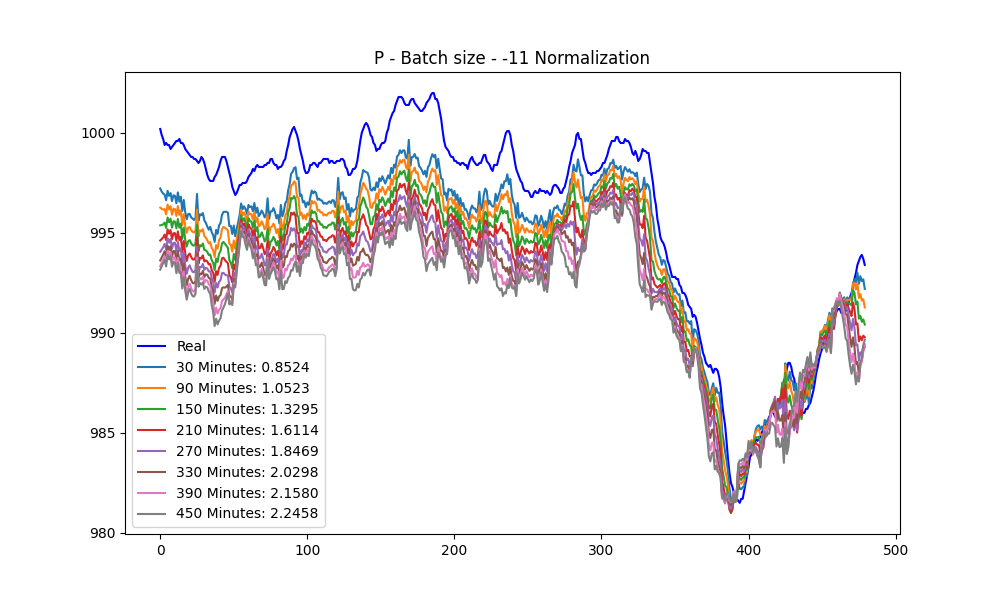 P - Batch size - -11 Normalization
1000
995
990
985
980
Real
30 Minutes: 0.8524
90 Minutes: 1.0523
150 Minutes: 1.3295
210 Minutes: 1.6114
270 Minutes: 1.8469
330 Minutes: 2.0298
390 Minutes: 2.1580
450 Minutes: 2.2458
0 100 200 300 400 500